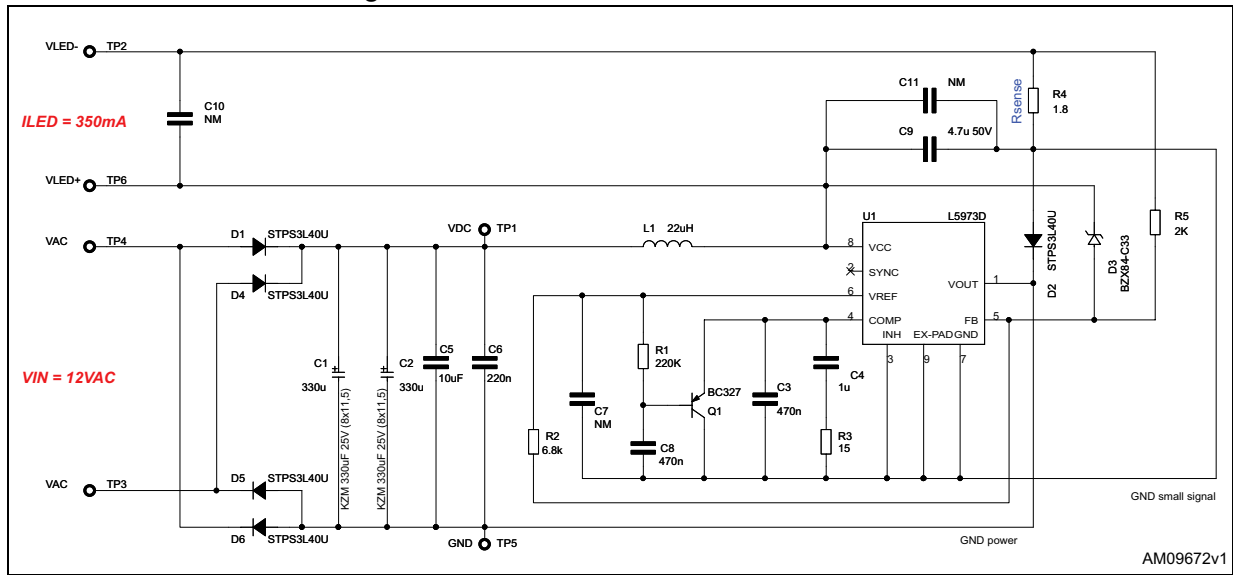 VLED- TP2
C10
NM
ILED = 350mA
VLED+ TP6
C11 NM
C9 4.7u 50V
Rsense
R4
1.8
R5
2K
VAC TP4
D1 STPS3L40U
D4 STPS3L40U
VDC TP1
L1 22uH
U1 L5973D
8 VCC
2 SYNC
6 VREF
4 COMP
VOUT 1
FB 5
INH EX-PAD GND
3 9 7
D2 STPS3L40U
D3
BZX84-C33
VIN = 12VAC
C1
330u
KZM 330uF 25V (8x11,5)
C2
330u
KZM 330uF 25V (8x11,5)
C5
10uF
C6
220n
R1
220K
BC327
Q1
C3
470n
C4
1u
R2
6.8k
C7
NM
C8
470n
R3
15
VAC TP3
D5 STPS3L40U
D6 STPS3L40U
GND TP5
GND small signal
GND power
AM09672v1